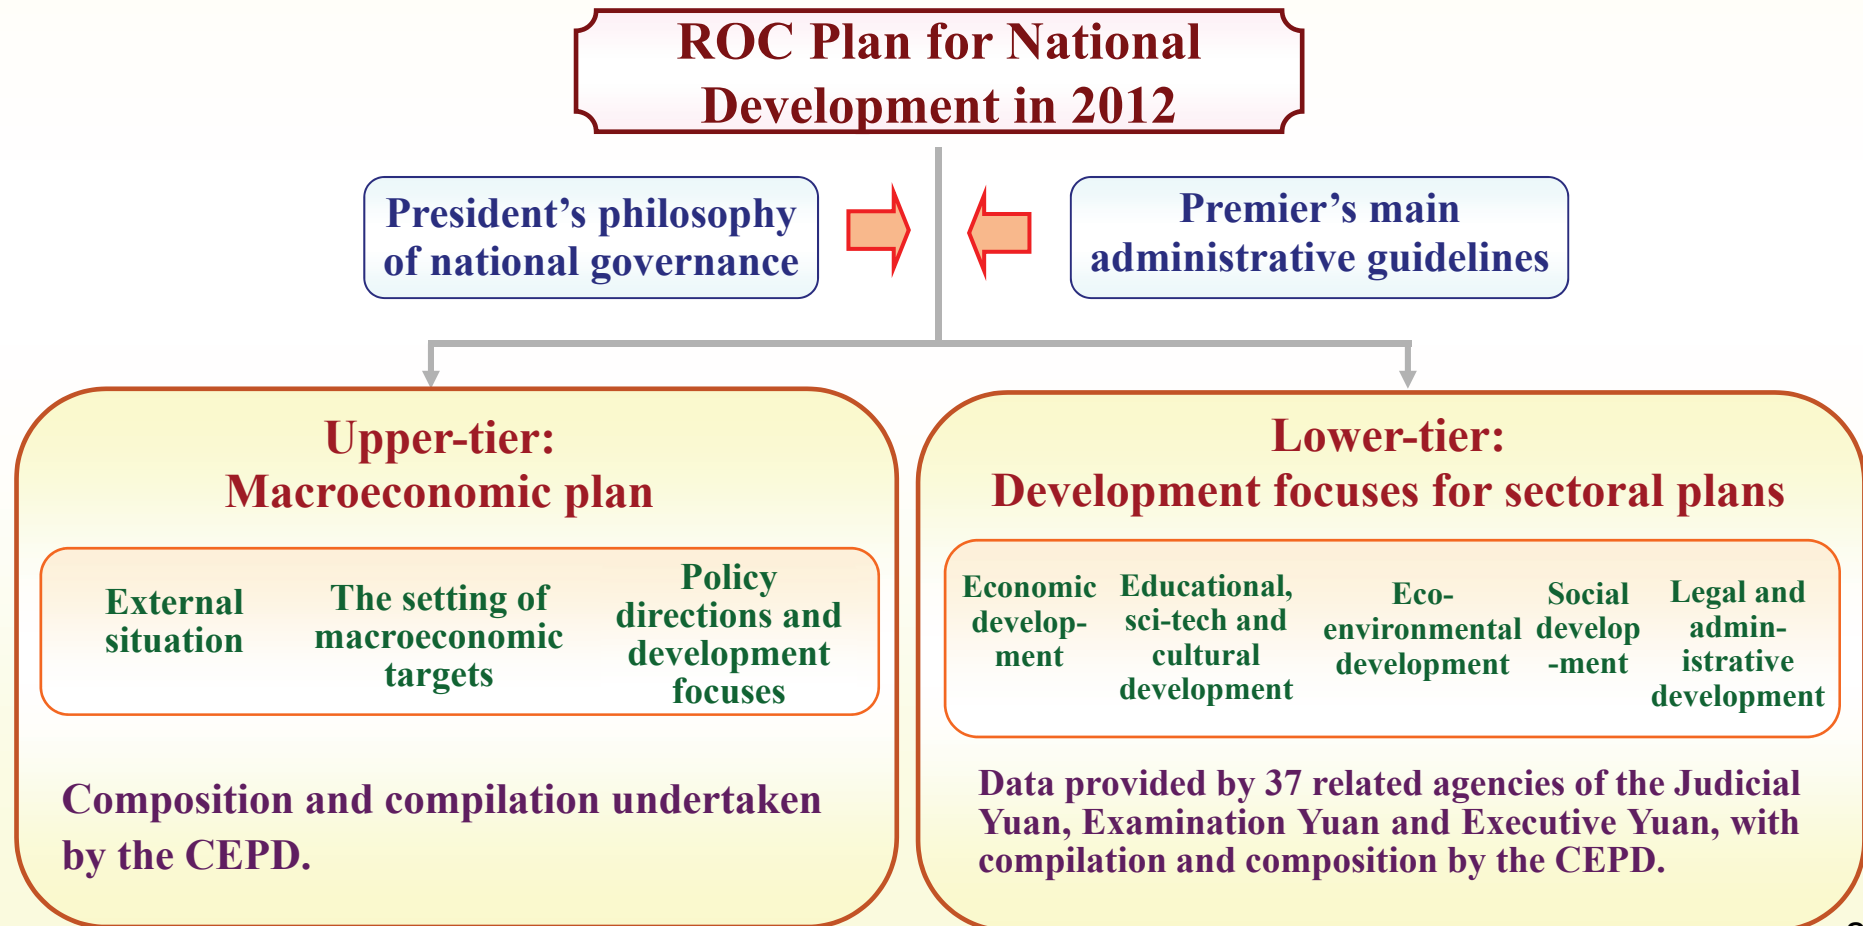 ROC Plan for National
Development in 2012
President’s philosophy
of national governance
Premier’s main
administrative guidelines
Upper-tier:
Macroeconomic plan
External
situation
The setting of
macroeconomic
targets
Policy
directions and
development
focuses
Composition and compilation undertaken
by the CEPD.
Lower-tier:
Development focuses for sectoral plans
Economic
develop-
ment
Educational,
sci-tech and
cultural
development
Eco-
environmental
development
Social
develop
-ment
Legal and
admin-
istrative
development
Data provided by 37 related agencies of the Judicial
Yuan, Examination Yuan and Executive Yuan, with
compilation and composition by the CEPD.